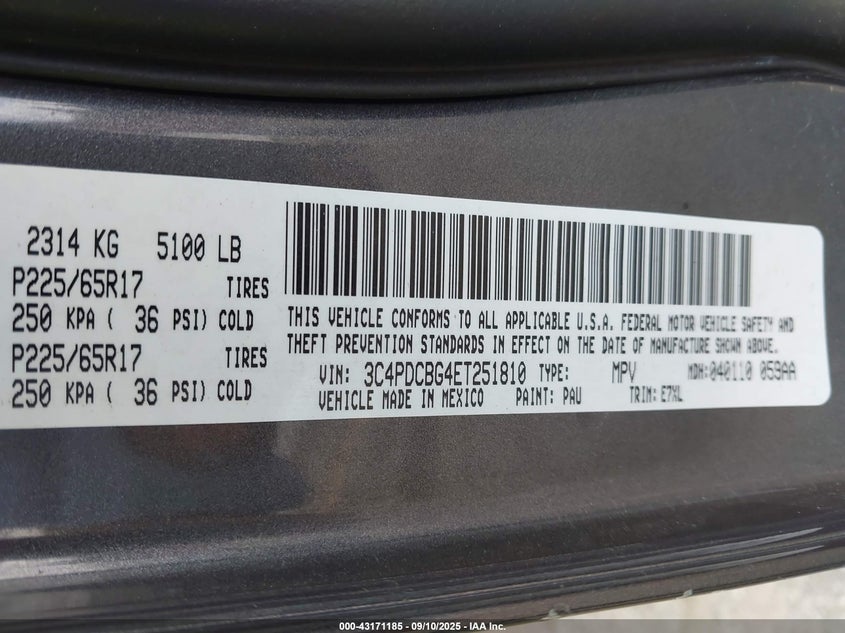 2314 KG 5100 LB
P225/65R17 TIRES
250 KPA ( 36 PSI) COLD
P225/65R17 TIRES
250 KPA ( 36 PSI) COLD
THIS VEHICLE CONFORMS TO ALL APPLICABLE U.S.A. FEDERAL MOTOR VEHICLE SAFETY AND
THEFT PREVENTION STANDARDS IN EFFECT ON THE DATE OF MANUFACTURE SHOWN ABOVE.
VIN: 3C4PDCBG4ET251810 TYPE: MPV MDH:040110 059AA
VEHICLE MADE IN MEXICO PAINT: PAU TRIM: E7XL
000-43171185 - 09/10/2025 - IAA Inc.